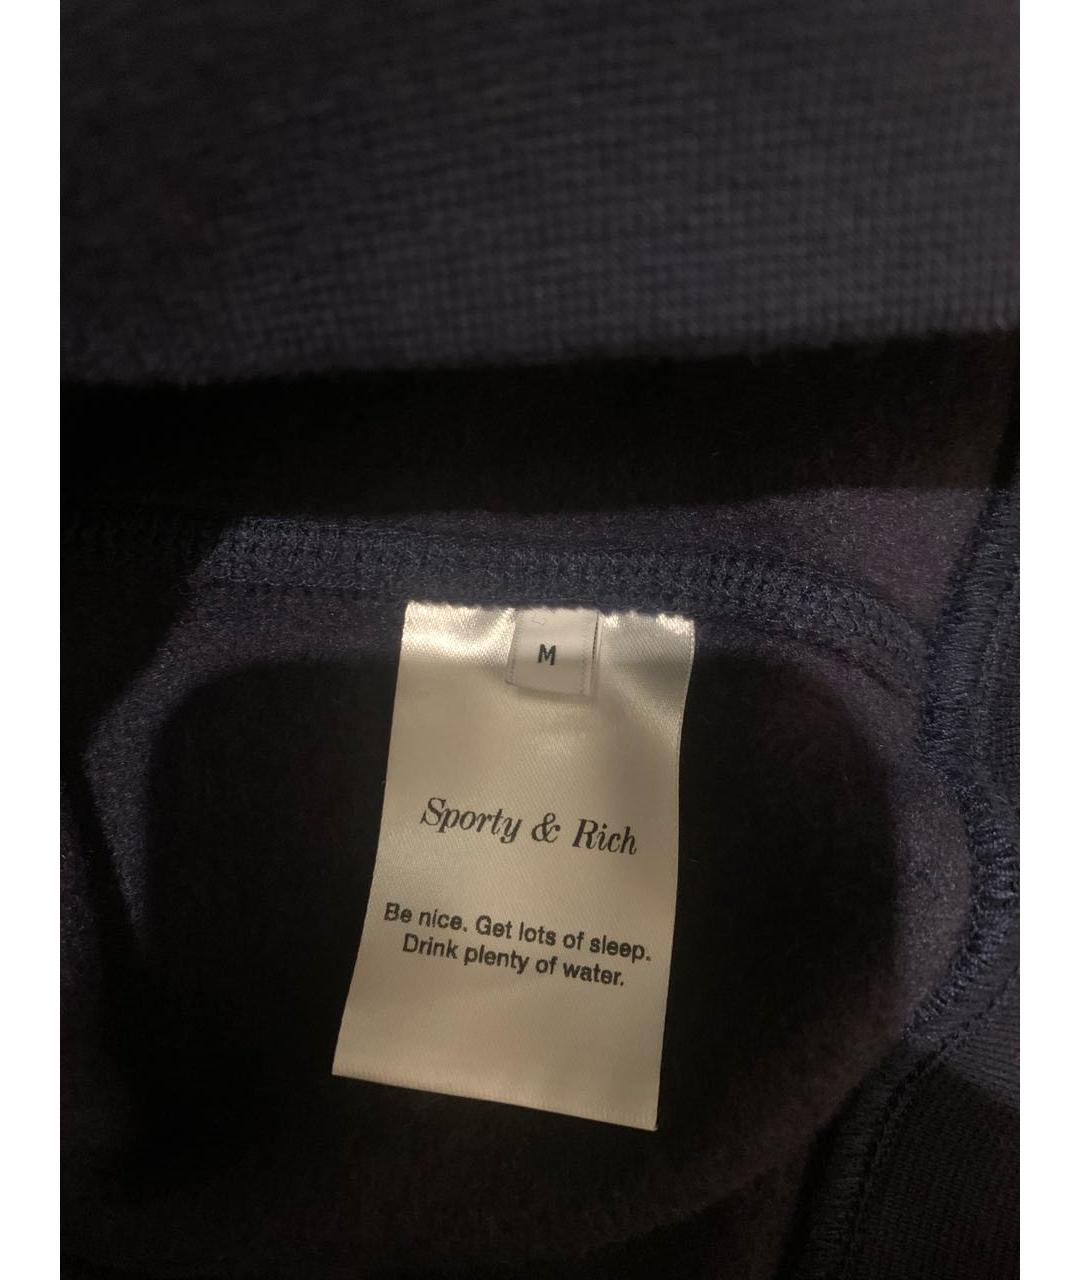 M
Sporty & Rich
Be nice. Get lots of sleep.
Drink plenty of water.